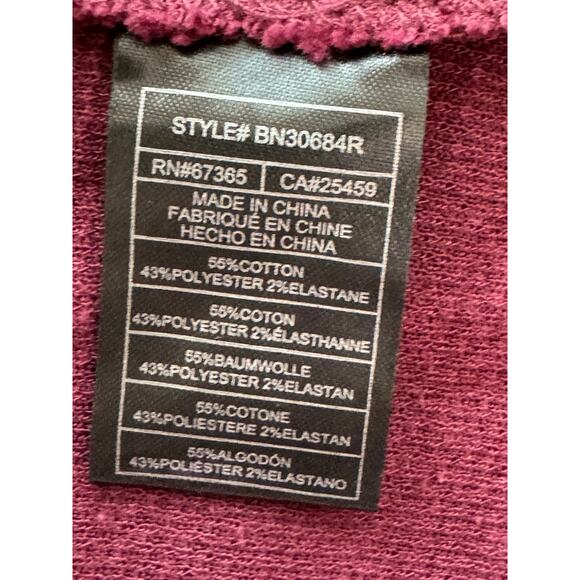 STYLE# BN30684R
RN#67365 CA#25459
MADE IN CHINA
FABRIQUÉ EN CHINE
HECHO EN CHINA
55%COTTON
43%POLYESTER 2%ELASTANE
55%COTON
43%POLYESTER 2%ÉLASTHANNE
55%BAUMWOLLE
43%POLYESTER 2%ELASTAN
55%COTONE
43%POLIESTERE 2%ELASTAN
55%ALGODÓN
43%POLIÉSTER 2%ELASTANO